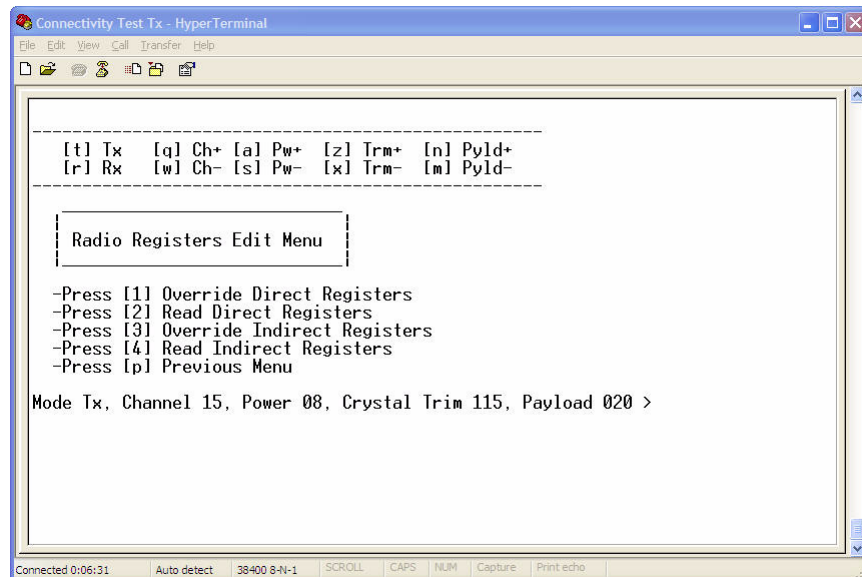 Connectivity Test Tx - HyperTerminal
File Edit View Call Transfer Help
[t] Tx [q] Ch+ [a] Pw+ [z] Trm+ [n] Pyld+
[r] Rx [w] Ch- [s] Pw- [x] Trm- [m] Pyld-
Radio Registers Edit Menu
-Press [1] Override Direct Registers
-Press [2] Read Direct Registers
-Press [3] Override Indirect Registers
-Press [4] Read Indirect Registers
-Press [p] Previous Menu
Mode Tx, Channel 15, Power 08, Crystal Trim 115, Payload 020 >
Connected 0:06:31 Auto detect 38400 8-N-1 SCROLL CAPS NUM Capture Print echo